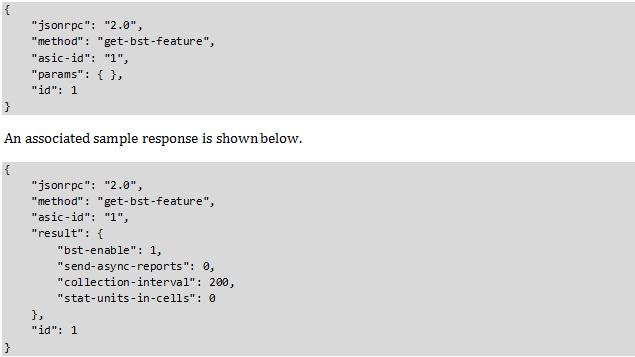 {
"jsonrpc": "2.0",
"method": "get-bst-feature",
"asic-id": "1",
"params": { },
"id": 1
}
An associated sample response is shown below.
{
"jsonrpc": "2.0",
"method": "get-bst-feature",
"asic-id": "1",
"result": {
"bst-enable": 1,
"send-async-reports": 0,
"collection-interval": 200,
"stat-units-in-cells": 0
},
"id": 1
}